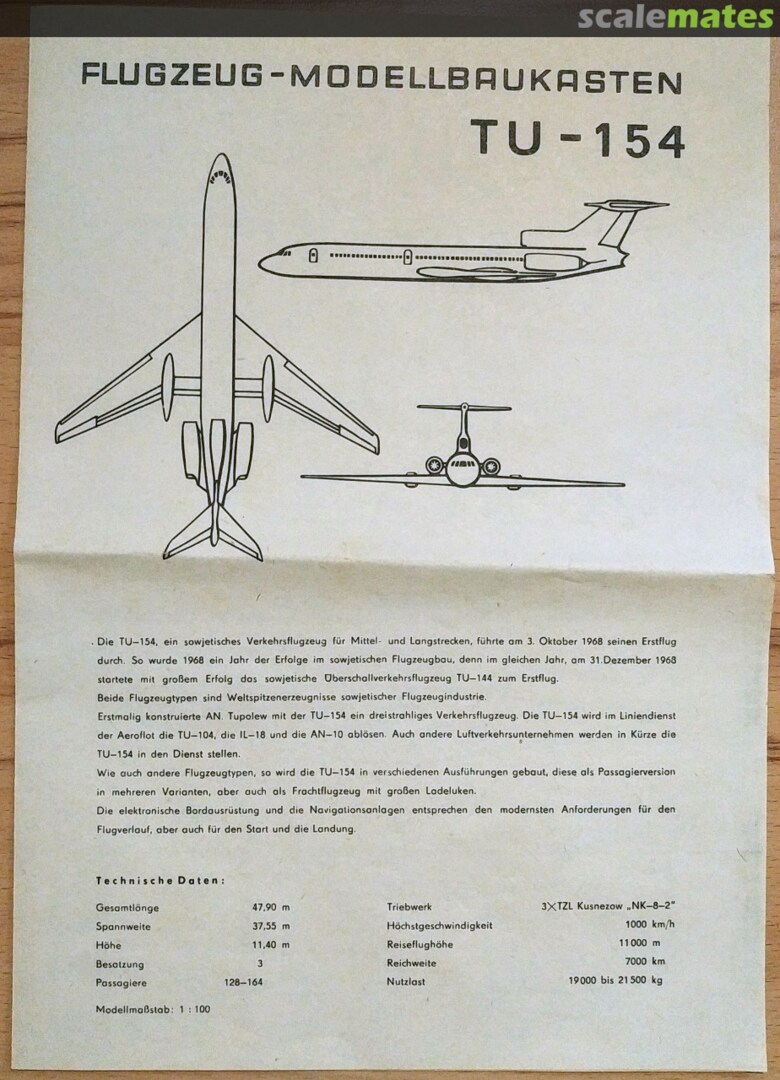 scalemates
FLUGZEUG-MODELLBAUKASTEN
TU-154
Die TU–154, ein sowjetisches Verkehrsflugzeug für Mittel- und Langstrecken, führte am 3. Oktober 1968 seinen Erstflug
durch. So wurde 1968 ein Jahr der Erfolge im sowjetischen Flugzeugbau, denn im gleichen Jahr, am 31.Dezember 1968
startete mit großem Erfolg das sowjetische Überschallverkehrsflugzeug TU–144 zum Erstflug.
Beide Flugzeugtypen sind Weltspitzenerzeugnisse sowjetischer Flugzeugindustrie.
Erstmalig konstruierte AN. Tupolew mit der TU–154 ein dreistrahliges Verkehrsflugzeug. Die TU–154 wird im Liniendienst
der Aeroflot die TU–104, die IL–18 und die AN–10 ablösen. Auch andere Luftverkehrsunternehmen werden in Kürze die
TU–154 in den Dienst stellen.
Wie auch andere Flugzeugtypen, so wird die TU–154 in verschiedenen Ausführungen gebaut, diese als Passagierversion
in mehreren Varianten, aber auch als Frachtflugzeug mit großen Ladeluken.
Die elektronische Bordausrüstung und die Navigationsanlagen entsprechen den modernsten Anforderungen für den
Flugverlauf, aber auch für den Start und die Landung.
Technische Daten:
Gesamtlänge 47,90 m
Spannweite 37,55 m
Höhe 11,40 m
Besatzung 3
Passagiere 128–164
Modellmaßstab: 1 : 100
Triebwerk 3×TZL Kusnezow „NK–8–2"
Höchstgeschwindigkeit 1000 km/h
Reiseflughöhe 11000 m
Reichweite 7000 km
Nutzlast 19000 bis 21500 kg